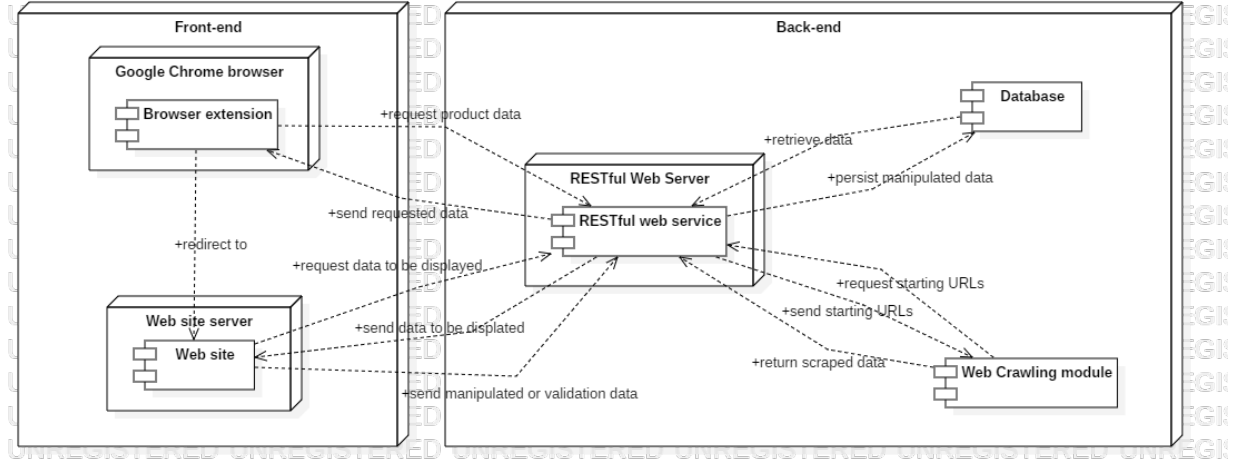 Front-end
Back-end
Google Chrome browser
Browser extension
Database
+request product data
+retrieve data
RESTful Web Server
+persist manipulated data
RESTful web service
+send requested data
+redirect to
+request data to be displayed
+request starting URLs
+send starting URLs
Web site server
+send data to be displated
Web site
+return scraped data
Web Crawling module
+send manipulated or validation data
UNREGISTERED UNREGISTERED UNREGISTERED UNREGISTERED